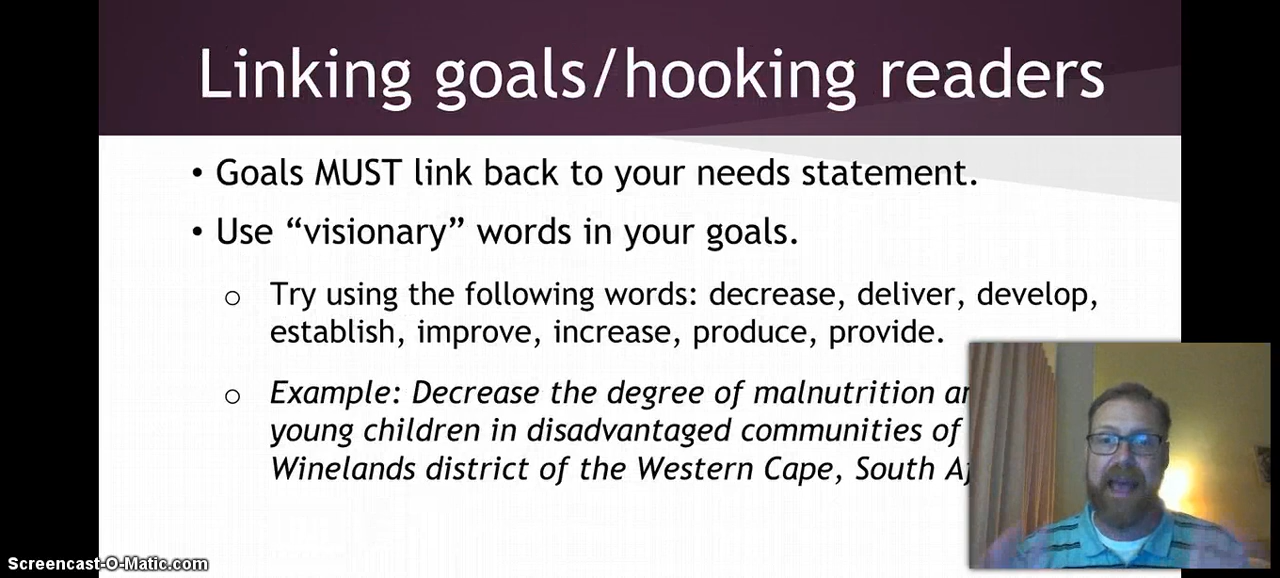 Linking goals/hooking readers
• Goals MUST link back to your needs statement.
• Use “visionary” words in your goals.
o Try using the following words: decrease, deliver, develop,
establish, improve, increase, produce, provide.
o Example: Decrease the degree of malnutrition
young children in disadvantaged communities of
Winelands district of the Western Cape, South
Screencast-O-Matic.com